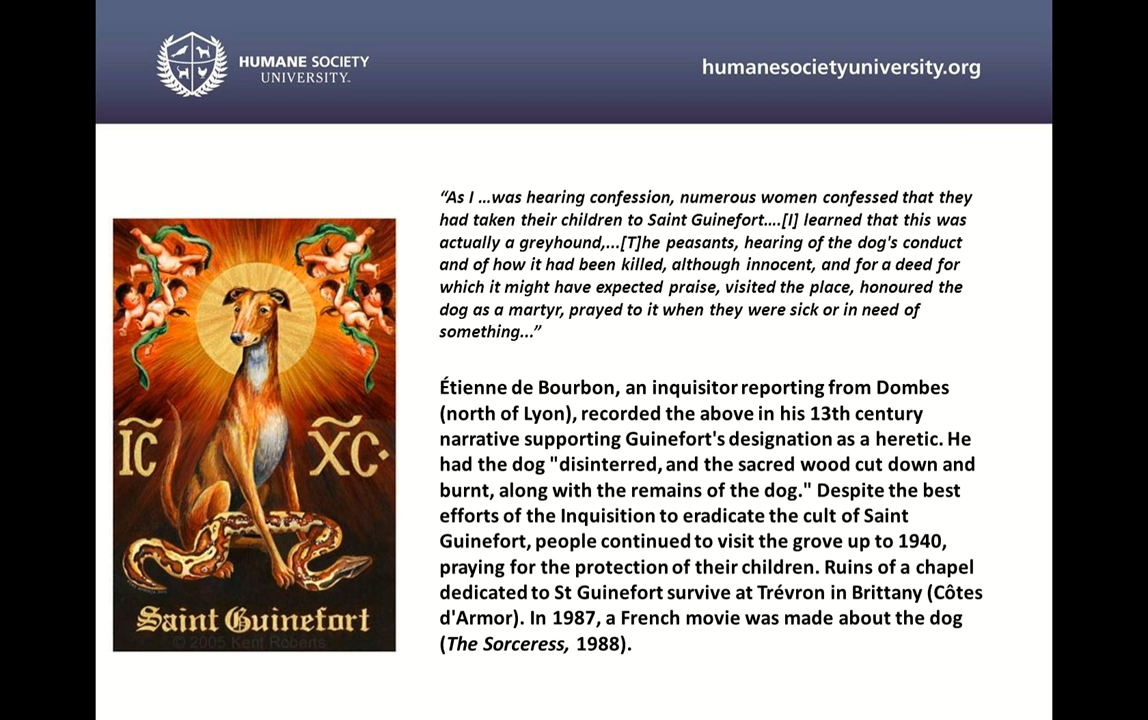 HUMANE SOCIETY
UNIVERSITY.
humanesocietyuniversity.org
“As I …was hearing confession, numerous women confessed that they
had taken their children to Saint Guinefort….[I] learned that this was
actually a greyhound,...[T]he peasants, hearing of the dog's conduct
and of how it had been killed, although innocent, and for a deed for
which it might have expected praise, visited the place, honoured the
dog as a martyr, prayed to it when they were sick or in need of
something...”
IC XC·
Saint Guinefort
© 2005 Kent Roberts
Étienne de Bourbon, an inquisitor reporting from Dombes
(north of Lyon), recorded the above in his 13th century
narrative supporting Guinefort's designation as a heretic. He
had the dog "disinterred, and the sacred wood cut down and
burnt, along with the remains of the dog." Despite the best
efforts of the Inquisition to eradicate the cult of Saint
Guinefort, people continued to visit the grove up to 1940,
praying for the protection of their children. Ruins of a chapel
dedicated to St Guinefort survive at Trévron in Brittany (Côtes
d'Armor). In 1987, a French movie was made about the dog
(The Sorceress, 1988).